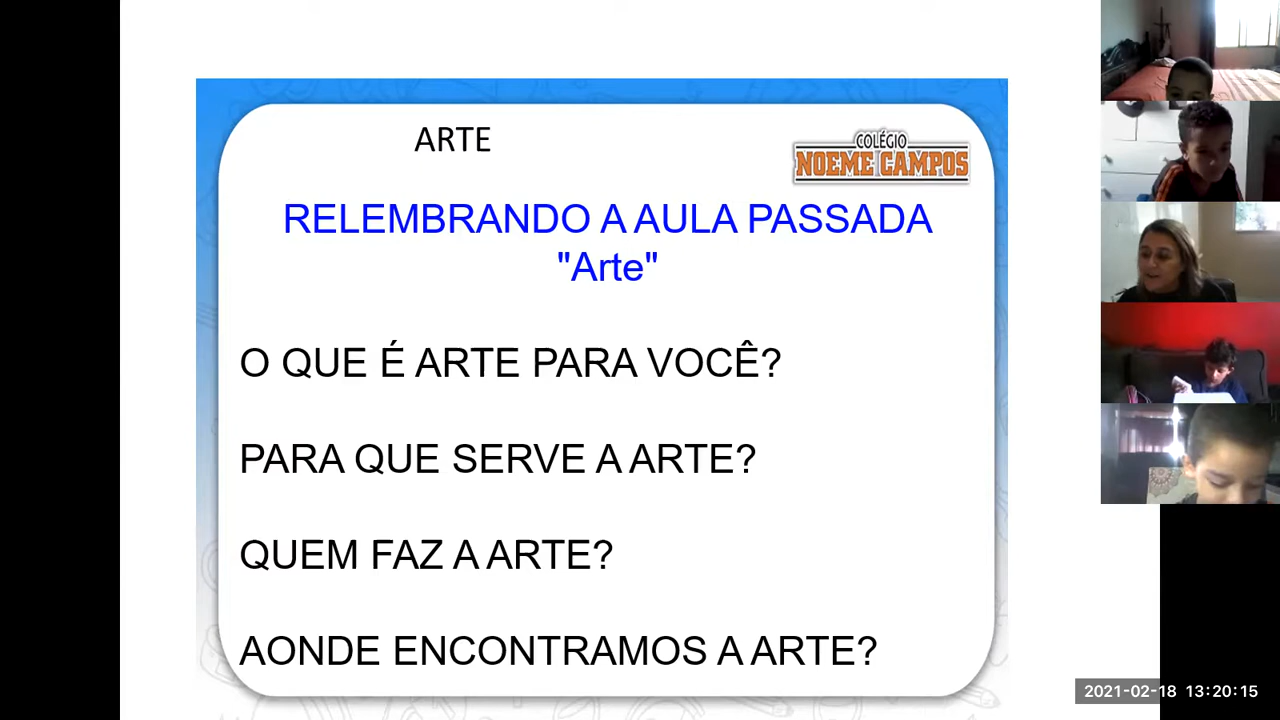 ARTE
COLÉGIO
NOEME CAMPOS
RELEMBRANDO A AULA PASSADA
"Arte"
O QUE É ARTE PARA VOCÊ?
PARA QUE SERVE A ARTE?
QUEM FAZ A ARTE?
AONDE ENCONTRAMOS A ARTE?
2021-02-18 13:20:15